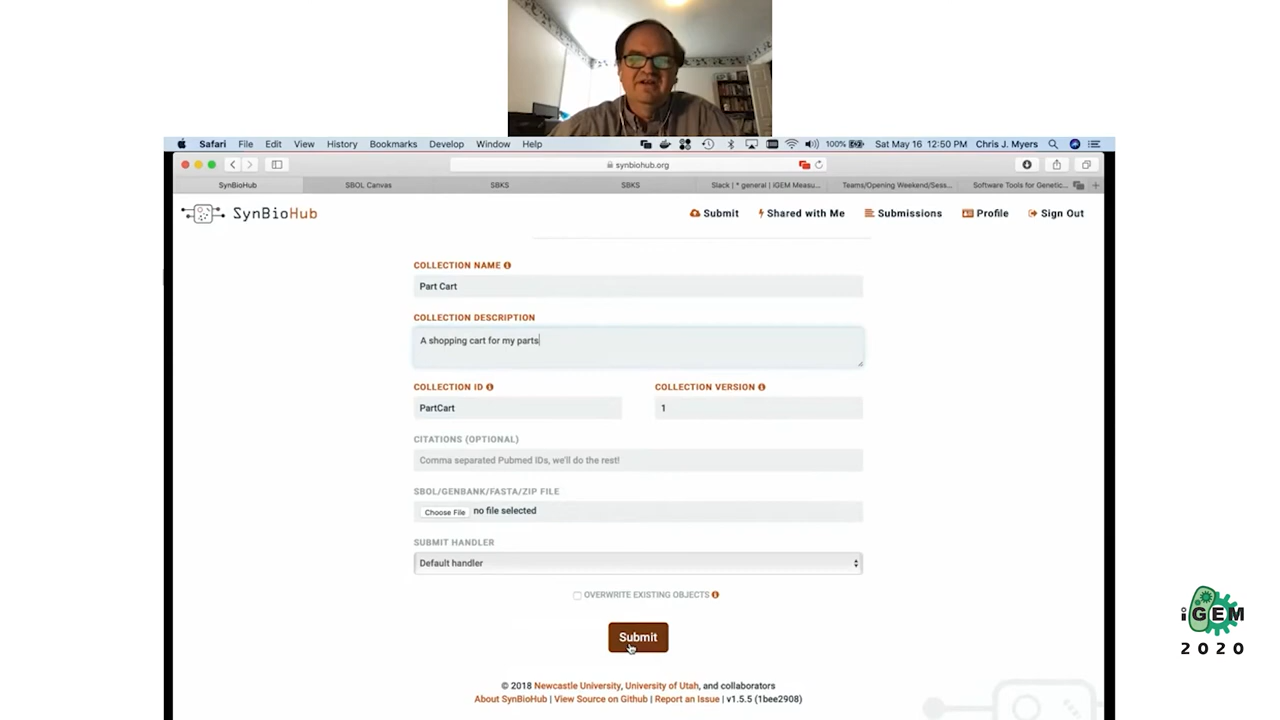 Safari File Edit View History Bookmarks Develop Window Help 100% Sat May 16 12:50 PM Chris J. Myers
synbiohub.org
SynBioHub SBOL Canvas SBKS SBKS Slack | * general | iGEM Measu... Teams/Opening Weekend/Sess... Software Tools for Genetic...
SynBioHub Submit Shared with Me Submissions Profile Sign Out
COLLECTION NAME
Part Cart
COLLECTION DESCRIPTION
A shopping cart for my parts
COLLECTION ID COLLECTION VERSION
PartCart 1
CITATIONS (OPTIONAL)
Comma separated Pubmed IDs, we'll do the rest!
SBOL/GENBANK/FASTA/ZIP FILE
Choose File no file selected
SUBMIT HANDLER
Default handler
OVERWRITE EXISTING OBJECTS
Submit
© 2018 Newcastle University, University of Utah, and collaborators
About SynBioHub | View Source on Github | Report an Issue | v1.5.5 (1bee2908)
iGEM
2020